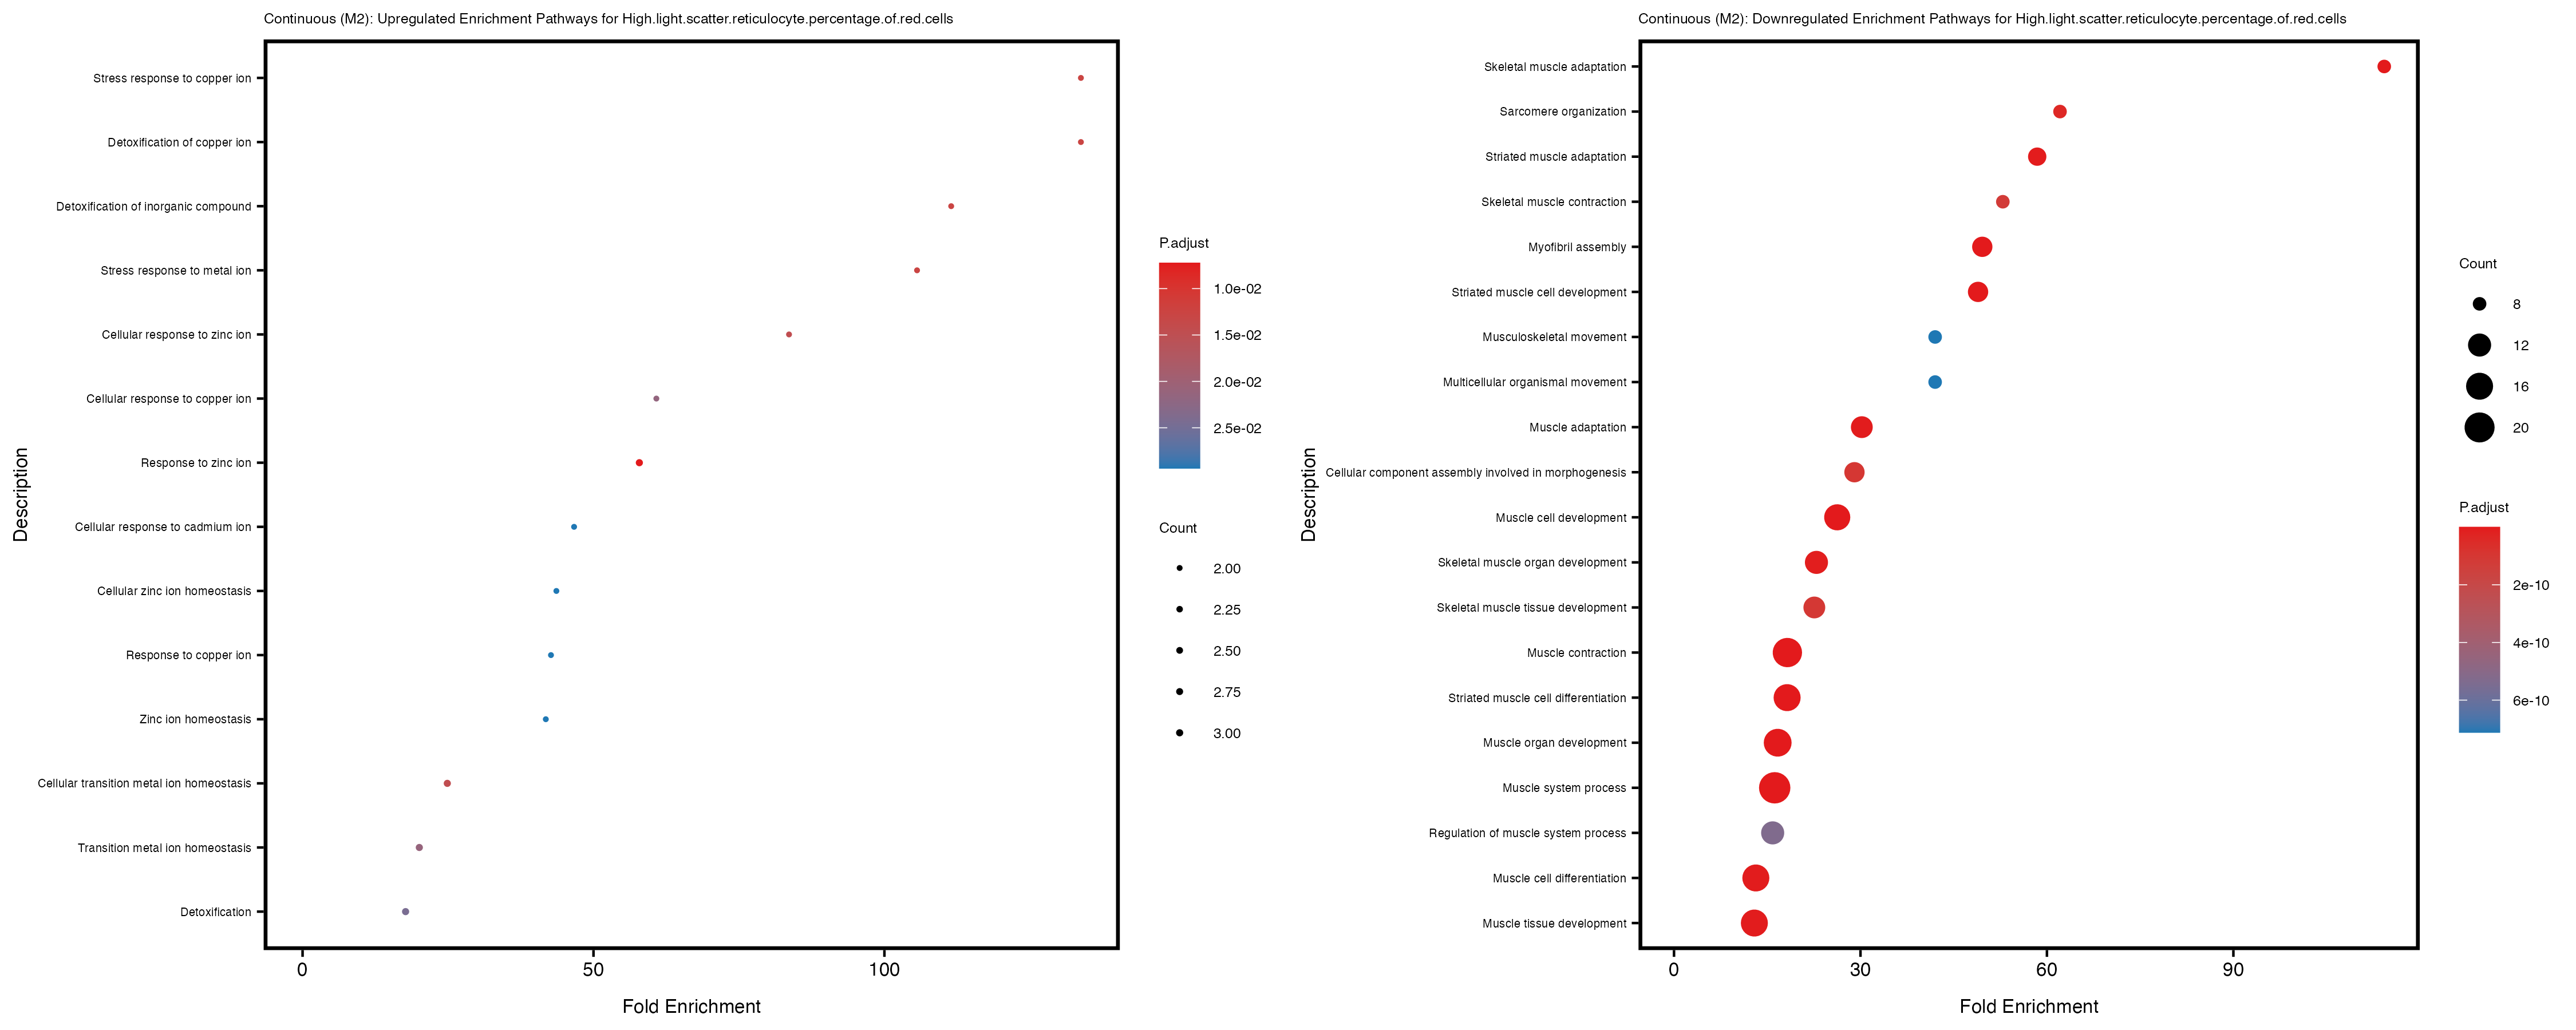 Continuous (M2): Upregulated Enrichment Pathways for High.light.scatter.reticulocyte.percentage.of.red.cells
Description
Stress response to copper ion
Detoxification of copper ion
Detoxification of inorganic compound
Stress response to metal ion
Cellular response to zinc ion
Cellular response to copper ion
Response to zinc ion
Cellular response to cadmium ion
Cellular zinc ion homeostasis
Response to copper ion
Zinc ion homeostasis
Cellular transition metal ion homeostasis
Transition metal ion homeostasis
Detoxification
0 50 100
Fold Enrichment
P.adjust
1.0e-02
1.5e-02
2.0e-02
2.5e-02
Count
2.00
2.25
2.50
2.75
3.00
Continuous (M2): Downregulated Enrichment Pathways for High.light.scatter.reticulocyte.percentage.of.red.cells
Description
Skeletal muscle adaptation
Sarcomere organization
Striated muscle adaptation
Skeletal muscle contraction
Myofibril assembly
Striated muscle cell development
Musculoskeletal movement
Multicellular organismal movement
Muscle adaptation
Cellular component assembly involved in morphogenesis
Muscle cell development
Skeletal muscle organ development
Skeletal muscle tissue development
Muscle contraction
Striated muscle cell differentiation
Muscle organ development
Muscle system process
Regulation of muscle system process
Muscle cell differentiation
Muscle tissue development
0 30 60 90
Fold Enrichment
Count
8
12
16
20
P.adjust
2e-10
4e-10
6e-10